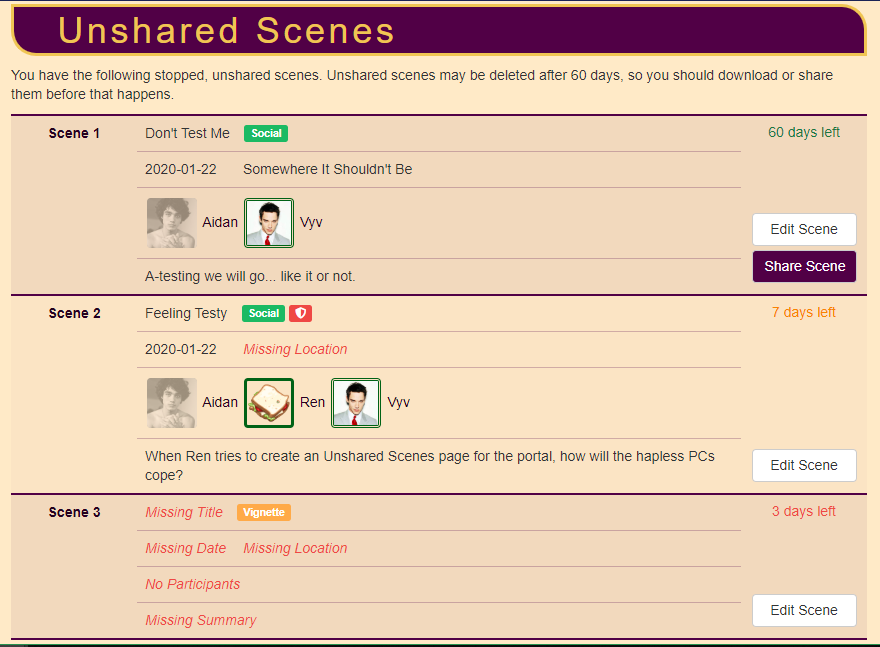 Unshared Scenes
You have the following stopped, unshared scenes. Unshared scenes may be deleted after 60 days, so you should download or share
them before that happens.
Scene 1
Don't Test Me Social
60 days left
2020-01-22 Somewhere It Shouldn't Be
Aidan Vyv
Edit Scene
Share Scene
A-testing we will go... like it or not.
Scene 2
Feeling Testy Social
7 days left
2020-01-22 Missing Location
Aidan Ren Vyv
When Ren tries to create an Unshared Scenes page for the portal, how will the hapless PCs
cope?
Edit Scene
Scene 3
Missing Title Vignette
3 days left
Missing Date Missing Location
No Participants
Missing Summary
Edit Scene